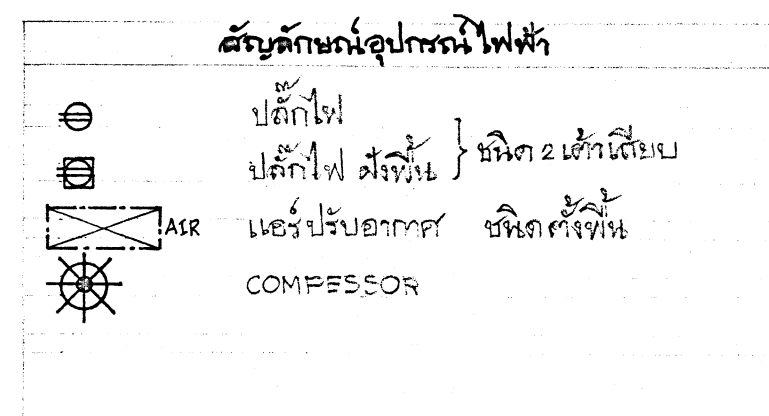 สัญลักษณ์อุปกรณ์ไฟฟ้า
ปลั๊กไฟ
ปลั๊กไฟ ฝังพื้น } ชนิด 2 เต้าเสียบ
AIR แอร์ปรับอากาศ ชนิดตั้งพื้น
COMPESSOR